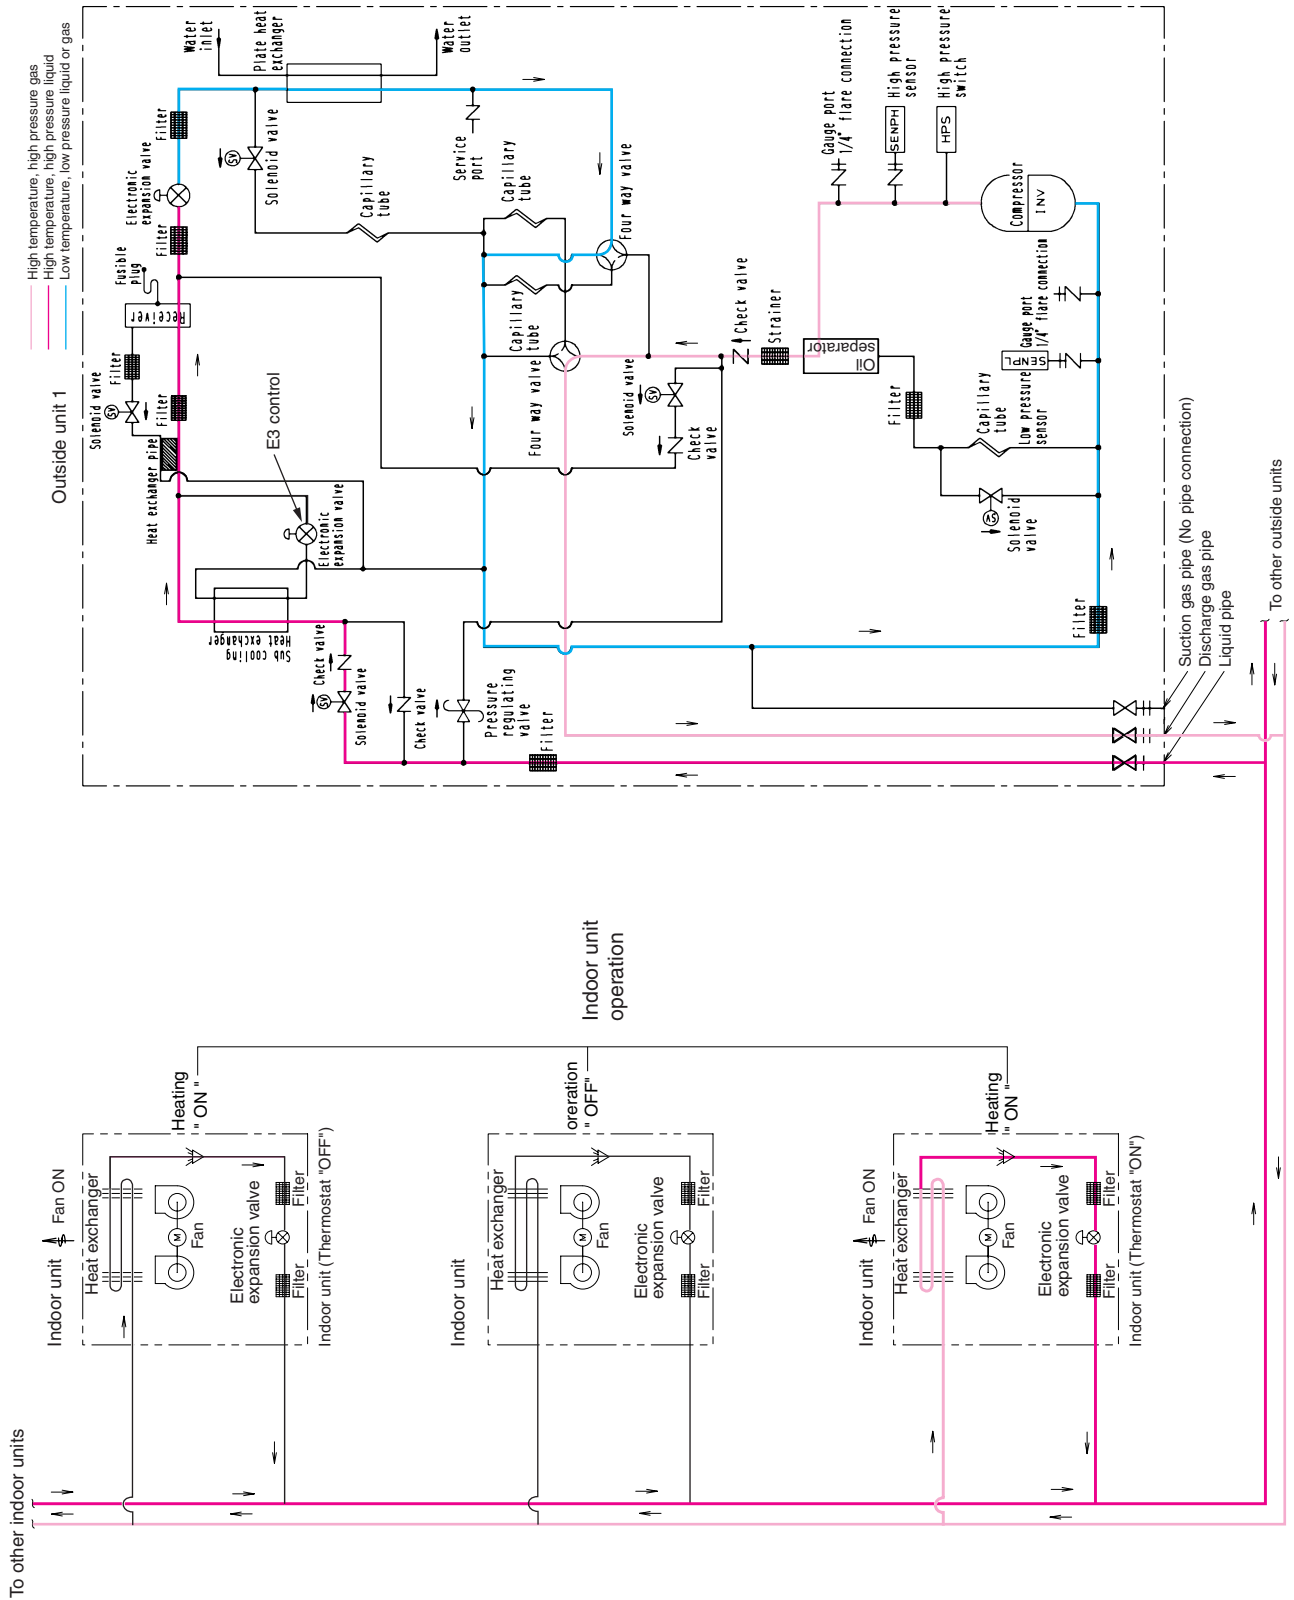 High temperature, high pressure gas
High temperature, high pressure liquid
Low temperature, low pressure liquid or gas
Outside unit 1
Water
inlet
Plate heat
exchanger
Water
outlet
Filter
Electronic
expansion valve
Filter
Fusible
plug
Receiver
Filter
Solenoid valve
SV
Filter
Heat exchanger pipe
E3 control
Electronic
expansion valve
Sub cooling
Heat exchanger
Solenoid valve
SV
Capillary
tube
Service
port
Capillary
tube
Four way valve
Capillary
tube
Four way valve
Check valve
Strainer
Solenoid valve
SV
Check
valve
Oil
separator
Gauge port
1/4" flare connection
SENPH
High pressure
sensor
HPS
High pressure
switch
Compressor
INV
Gauge port
1/4" flare connection
SENPL
Low pressure
sensor
Capillary
tube
Filter
SV
Solenoid
valve
Filter
Check valve
SV
Solenoid valve
Check valve
Pressure
regulating
valve
Filter
Suction gas pipe (No pipe connection)
Discharge gas pipe
Liquid pipe
To other outside units
Indoor unit
operation
Heating
" ON "
oreration
" OFF"
Heating
"ON "
Indoor unit
Fan ON
Heat exchanger
M
Fan
Electronic
expansion valve
Filter
Filter
Indoor unit (Thermostat "OFF")
Indoor unit
Heat exchanger
M
Fan
Electronic
expansion valve
Filter
Filter
Indoor unit
Fan ON
Heat exchanger
M
Fan
Electronic
expansion valve
Filter
Filter
Indoor unit (Thermostat "ON")
To other indoor units